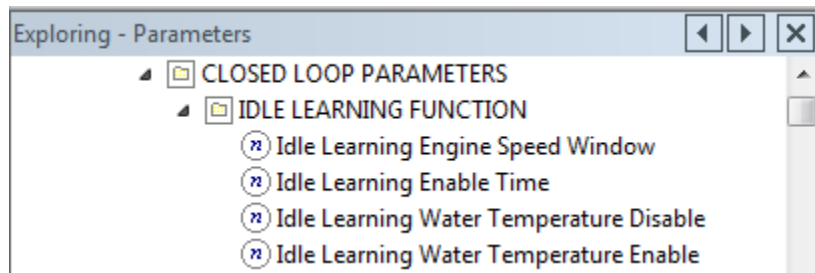 Exploring - Parameters
CLOSED LOOP PARAMETERS
IDLE LEARNING FUNCTION
n Idle Learning Engine Speed Window
n Idle Learning Enable Time
n Idle Learning Water Temperature Disable
n Idle Learning Water Temperature Enable